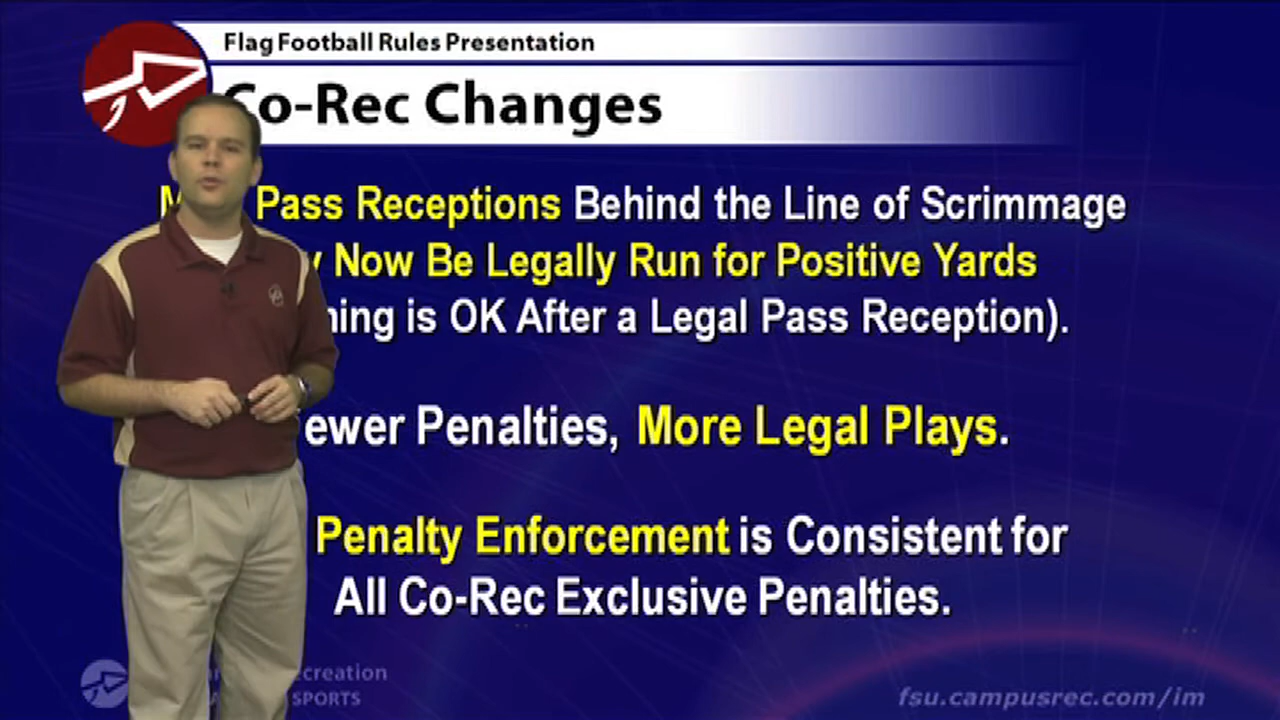 Flag Football Rules Presentation
Co-Rec Changes
Pass Receptions Behind the Line of Scrimmage
Now Be Legally Run for Positive Yards
is OK After a Legal Pass Reception).
ewer Penalties, More Legal Plays.
Penalty Enforcement is Consistent for
All Co-Rec Exclusive Penalties.
ecreation
SPORTS
fsu.campusrec.com/im